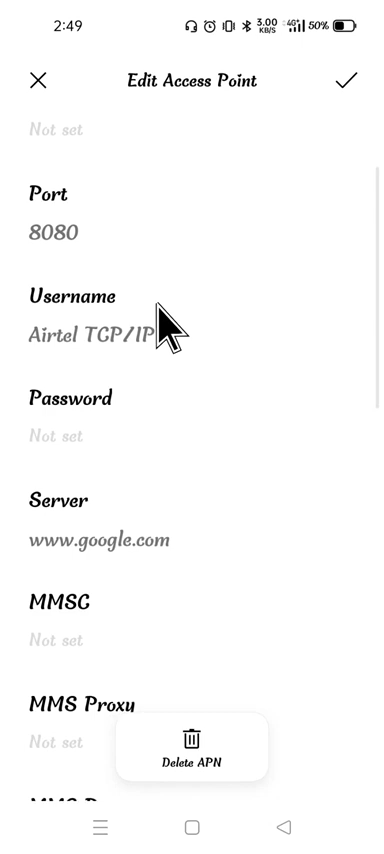 2:49
3.00 KB/S
4G+
50%
Edit Access Point
Not set
Port
8080
Username
Airtel TCP/IP
Password
Not set
Server
www.google.com
MMSC
Not set
MMS Proxy
Not set
Delete APN